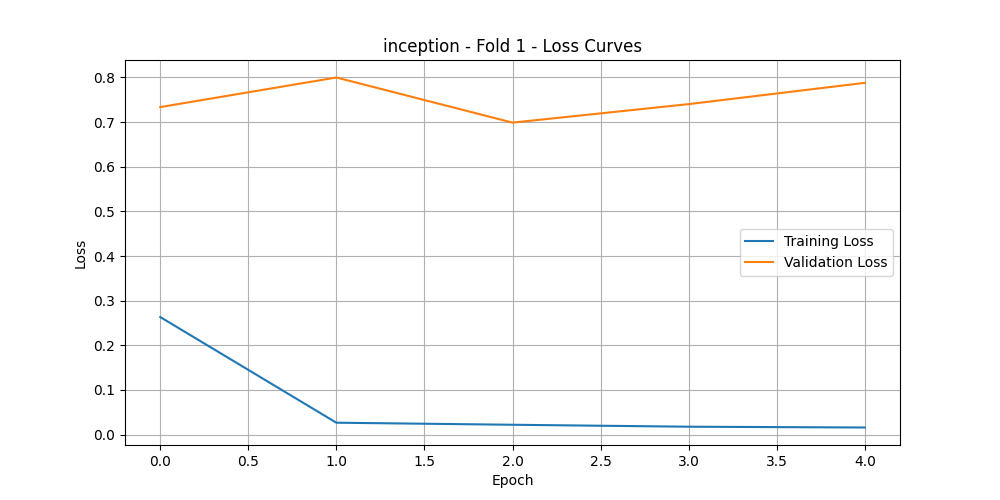 inception - Fold 1 - Loss Curves
0.8
0.7
0.6
0.5
0.4
0.3
0.2
0.1
0.0
Loss
Training Loss
Validation Loss
0.0 0.5 1.0 1.5 2.0 2.5 3.0 3.5 4.0
Epoch